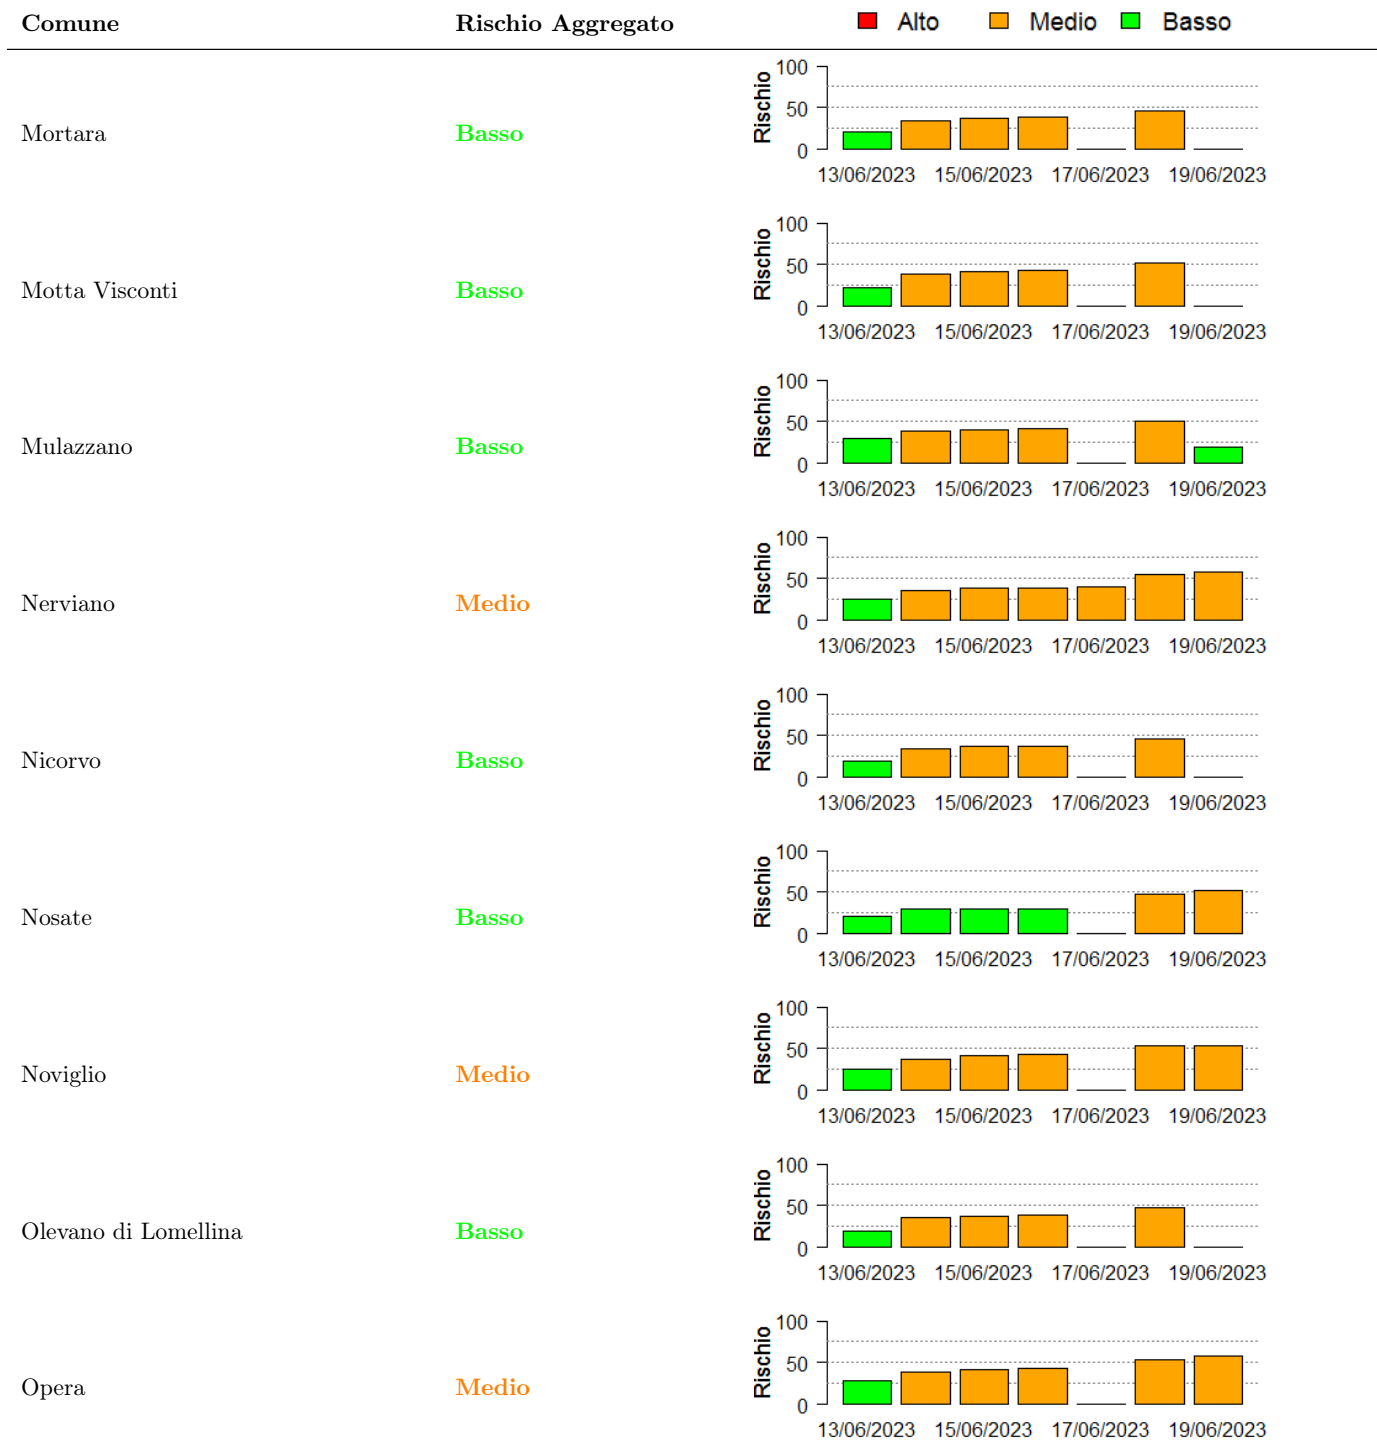 Comune Rischio Aggregato Alto Medio Basso
100
50
0
Rischio
Mortara Basso
13/06/2023 15/06/2023 17/06/2023 19/06/2023
100
50
0
Rischio
Motta Visconti Basso
13/06/2023 15/06/2023 17/06/2023 19/06/2023
100
50
0
Rischio
Mulazzano Basso
13/06/2023 15/06/2023 17/06/2023 19/06/2023
100
50
0
Rischio
Nerviano Medio
13/06/2023 15/06/2023 17/06/2023 19/06/2023
100
50
0
Rischio
Nicorvo Basso
13/06/2023 15/06/2023 17/06/2023 19/06/2023
100
50
0
Rischio
Nosate Basso
13/06/2023 15/06/2023 17/06/2023 19/06/2023
100
50
0
Rischio
Noviglio Medio
13/06/2023 15/06/2023 17/06/2023 19/06/2023
100
50
0
Rischio
Olevano di Lomellina Basso
13/06/2023 15/06/2023 17/06/2023 19/06/2023
100
50
0
Rischio
Opera Medio
13/06/2023 15/06/2023 17/06/2023 19/06/2023